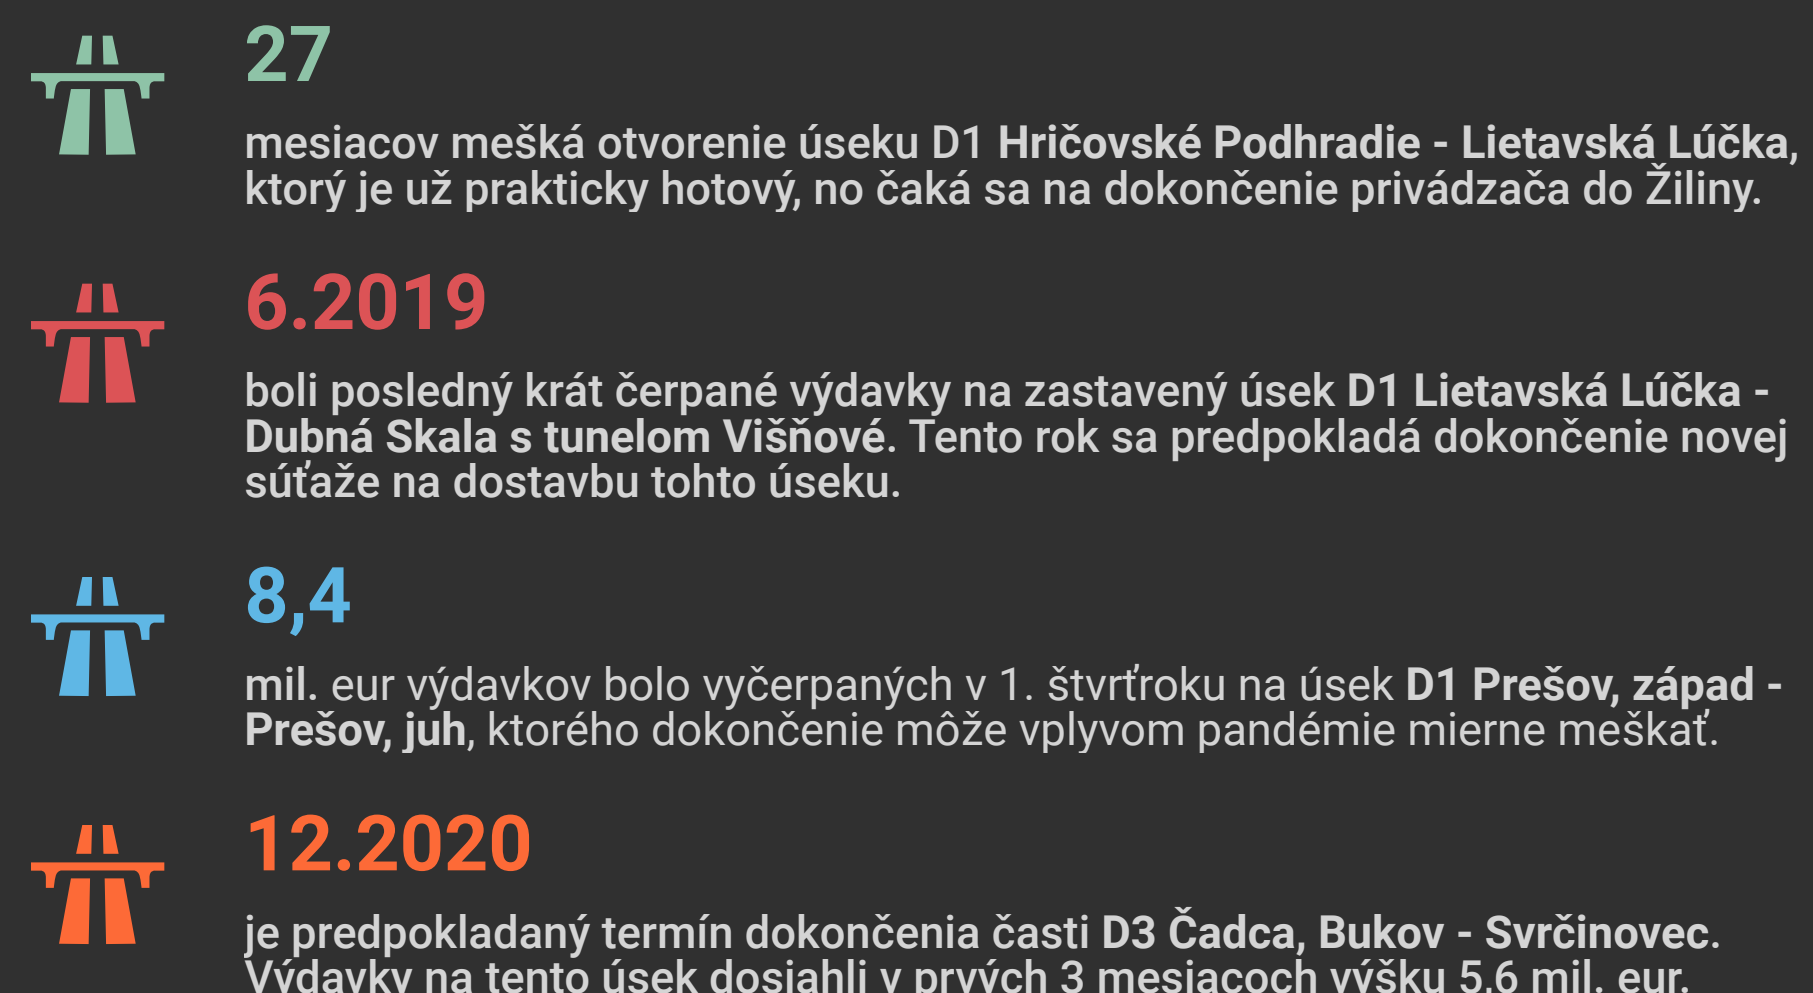 27
mesiacov mešká otvorenie úseku D1 Hričovské Podhradie - Lietavská Lúčka,
ktorý je už prakticky hotový, no čaká sa na dokončenie privádzača do Žiliny.
6.2019
boli posledný krát čerpané výdavky na zastavený úsek D1 Lietavská Lúčka -
Dubná Skala s tunelom Višňové. Tento rok sa predpokladá dokončenie novej
súťaže na dostavbu tohto úseku.
8,4
mil. eur výdavkov bolo vyčerpaných v 1. štvrťroku na úsek D1 Prešov, západ -
Prešov, juh, ktorého dokončenie môže vplyvom pandémie mierne meškať.
12.2020
je predpokladaný termín dokončenia časti D3 Čadca, Bukov - Svrčinovec.
Výdavky na tento úsek dosiahli v prvých 3 mesiacoch výšku 5,6 mil. eur.